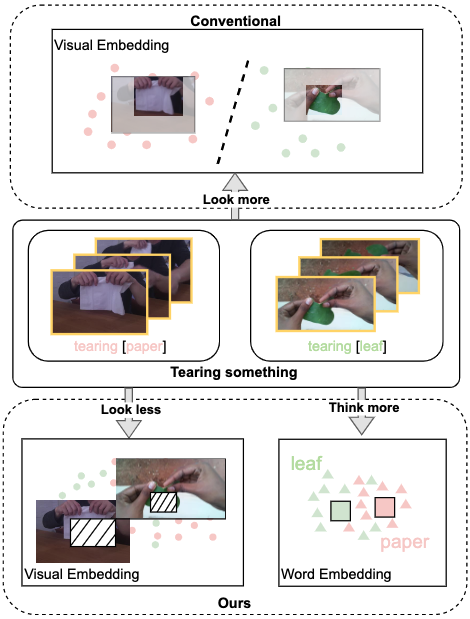 Conventional
Visual Embedding
Look more
tearing [paper]
tearing [leaf]
Tearing something
Look less
Think more
leaf
paper
Visual Embedding
Word Embedding
Ours